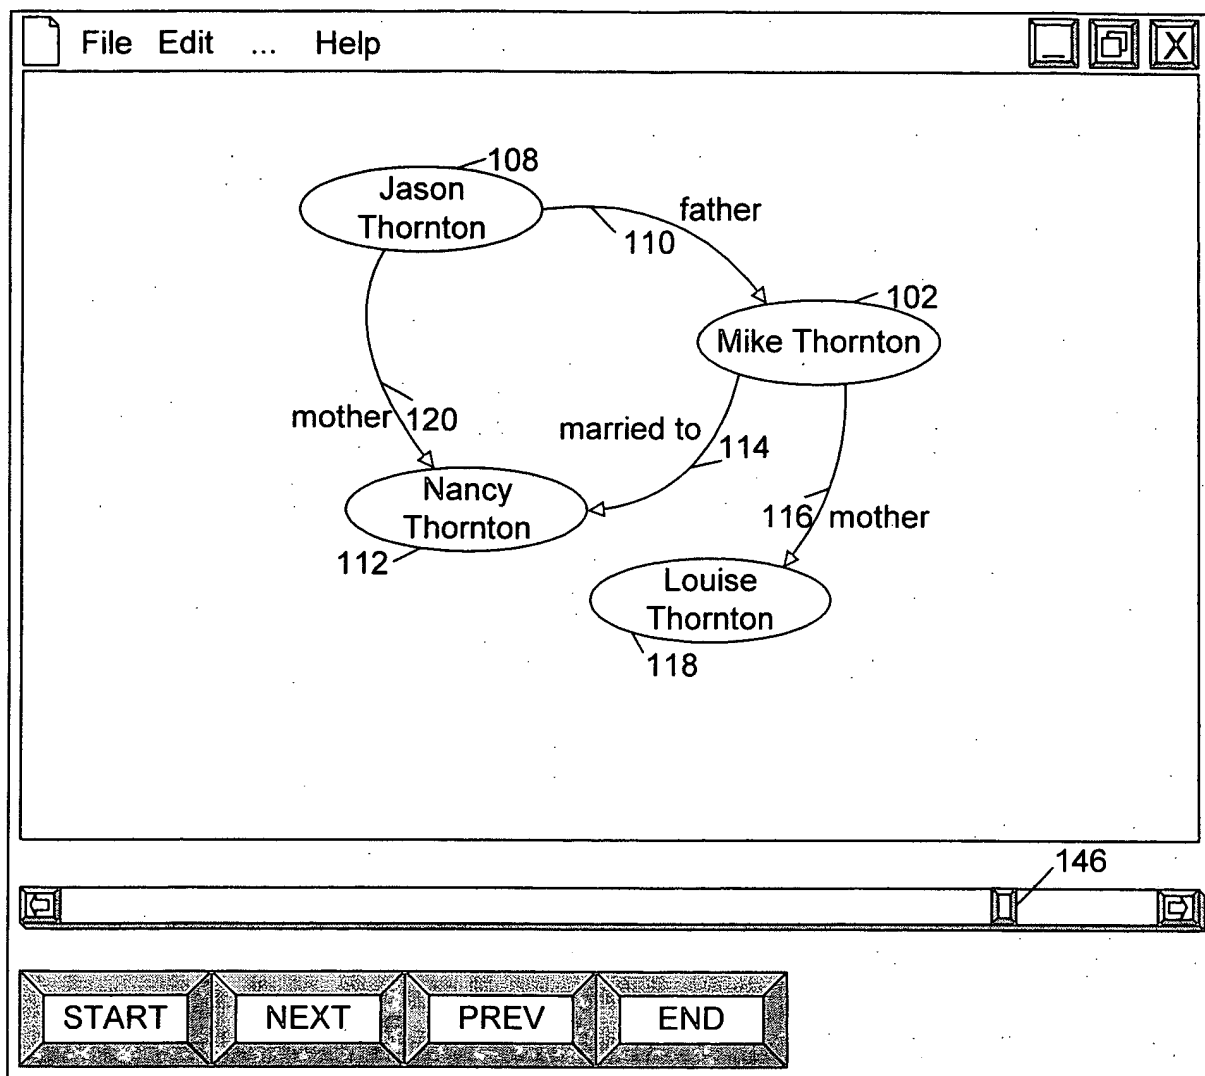 File Edit ... Help
X
108
Jason
Thornton
father
110
102
Mike Thornton
mother 120
married to
114
Nancy
Thornton
116 mother
112
Louise
Thornton
118
146
START NEXT PREV END